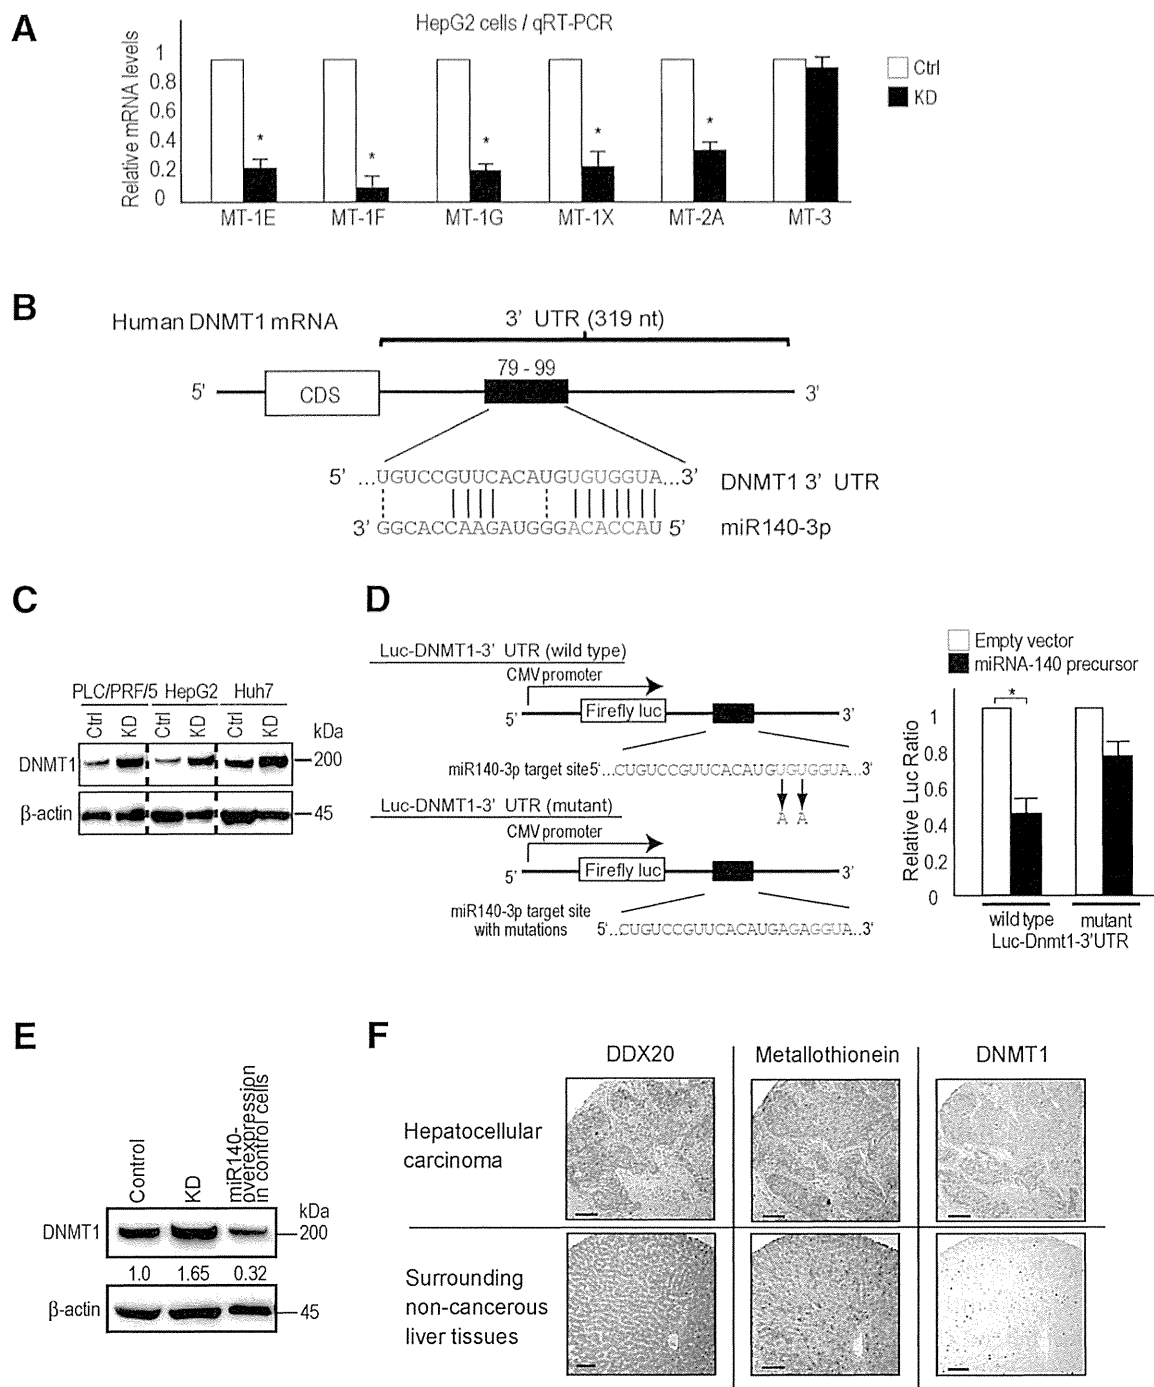 A
HepG2 cells / qRT-PCR
Relative mRNA levels
1
0.8
0.6
0.4
0.2
0
*
*
*
*
*
MT-1E MT-1F MT-1G MT-1X MT-2A MT-3
Ctrl
KD
B
Human DNMT1 mRNA
3' UTR (319 nt)
79 - 99
5' CDS 3'
5' ...UGUCCGUUCACAUGUGUGGUA...3' DNMT1 3' UTR
3' GGCACCAAGAUGGGACACCAU 5' miR140-3p
C
PLC/PRF/5 HepG2 Huh7
Ctrl KD Ctrl KD Ctrl KD
kDa
DNMT1 200
β-actin 45
D
Luc-DNMT1-3' UTR (wild type)
CMV promoter
5' Firefly luc 3'
miR140-3p target site 5'...CUGUCCGUUCACAUGUGUGGUA...3'
A A
Luc-DNMT1-3' UTR (mutant)
CMV promoter
5' Firefly luc 3'
miR140-3p target site
with mutations
5'..CUGUCCGUUCACAUGAGAGGUA..3'
Empty vector
miRNA-140 precursor
Relative Luc Ratio
1
0.8
0.6
0.4
0.2
0
*
wild type mutant
Luc-Dnmt1-3'UTR
E
Control
KD
miR140-
overexpression
in control cells
kDa
DNMT1 200
1.0 1.65 0.32
β-actin 45
F
DDX20 Metallothionein DNMT1
Hepatocellular
carcinoma
Surrounding
non-cancerous
liver tissues